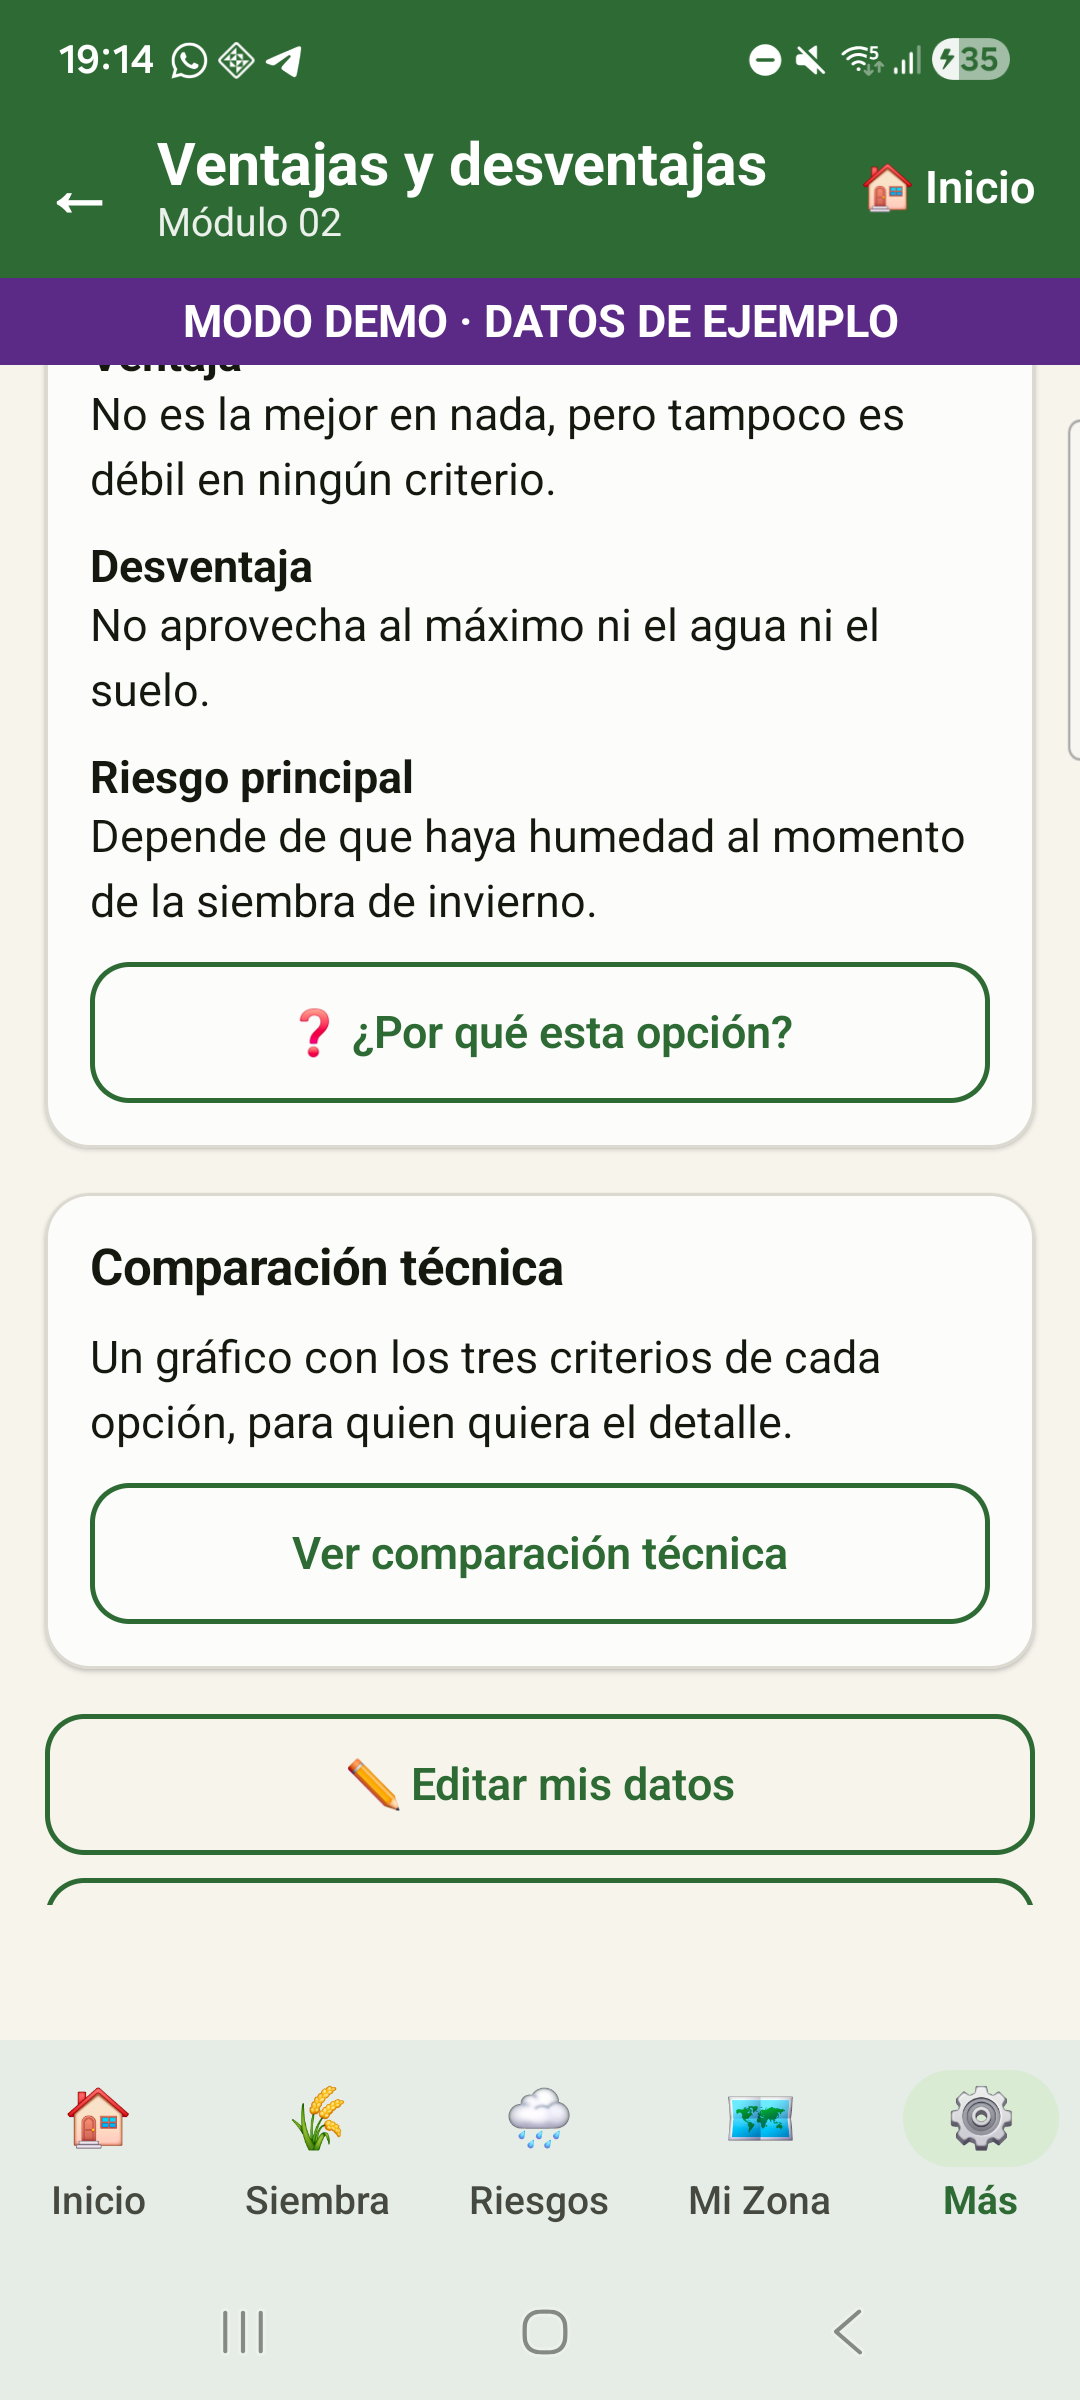 19:14
5
35
Ventajas y desventajas
Módulo 02
Inicio
MODO DEMO · DATOS DE EJEMPLO
Ventaja
No es la mejor en nada, pero tampoco es
débil en ningún criterio.
Desventaja
No aprovecha al máximo ni el agua ni el
suelo.
Riesgo principal
Depende de que haya humedad al momento
de la siembra de invierno.
❓ ¿Por qué esta opción?
Comparación técnica
Un gráfico con los tres criterios de cada
opción, para quien quiera el detalle.
Ver comparación técnica
Editar mis datos
Inicio
Siembra
Riesgos
Mi Zona
Más